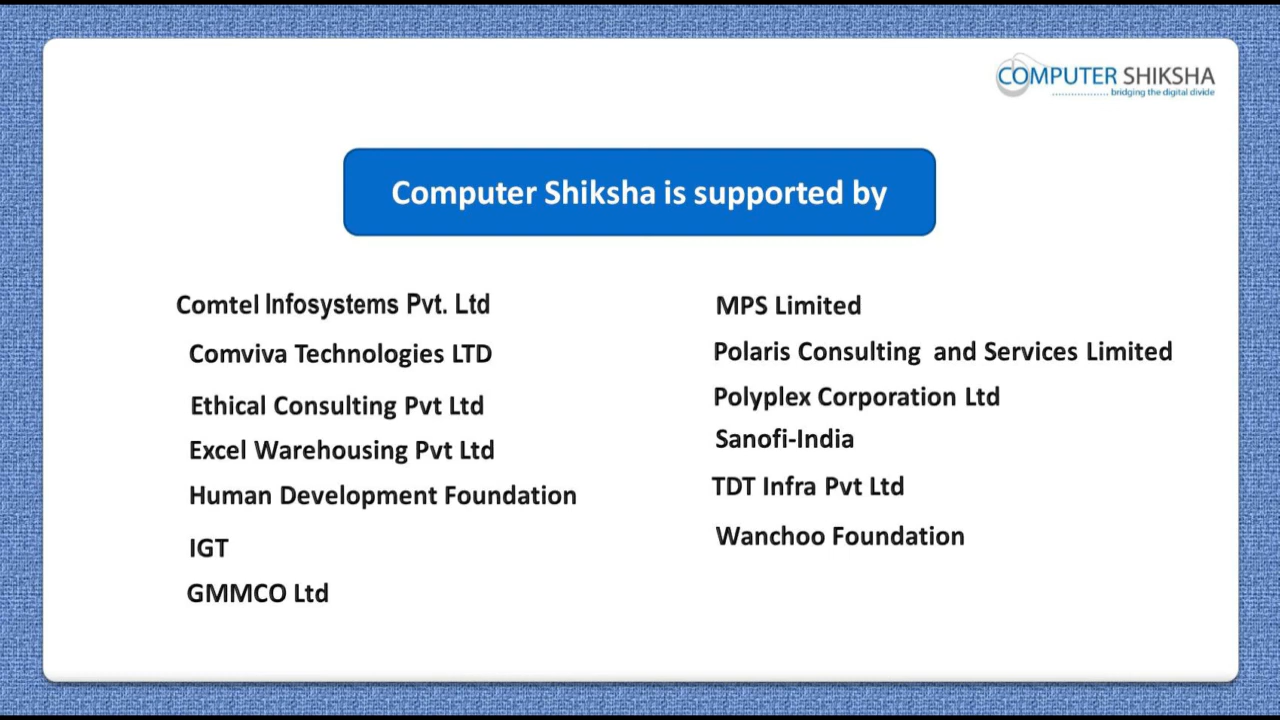 COMPUTER SHIKSHA
bridging the digital divide
Computer Shiksha is supported by
Comtel Infosystems Pvt. Ltd
Comviva Technologies LTD
Ethical Consulting Pvt Ltd
Excel Warehousing Pvt Ltd
Human Development Foundation
IGT
GMMCO Ltd
MPS Limited
Polaris Consulting and Services Limited
Polyplex Corporation Ltd
Sanofi-India
TDT Infra Pvt Ltd
Wanchoo Foundation